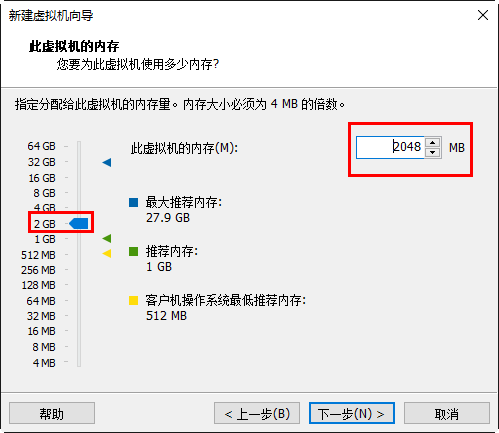 新建虚拟机向导
此虚拟机的内存
您要为此虚拟机使用多少内存?
指定分配给此虚拟机的内存量。内存大小必须为 4 MB 的倍数。
64 GB
32 GB
16 GB
8 GB
4 GB
2 GB
1 GB
512 MB
256 MB
128 MB
64 MB
32 MB
16 MB
8 MB
4 MB
此虚拟机的内存(M):
2048 MB
最大推荐内存:
27.9 GB
推荐内存:
1 GB
客户机操作系统最低推荐内存:
512 MB
帮助
< 上一步(B)
下一步(N) >
取消